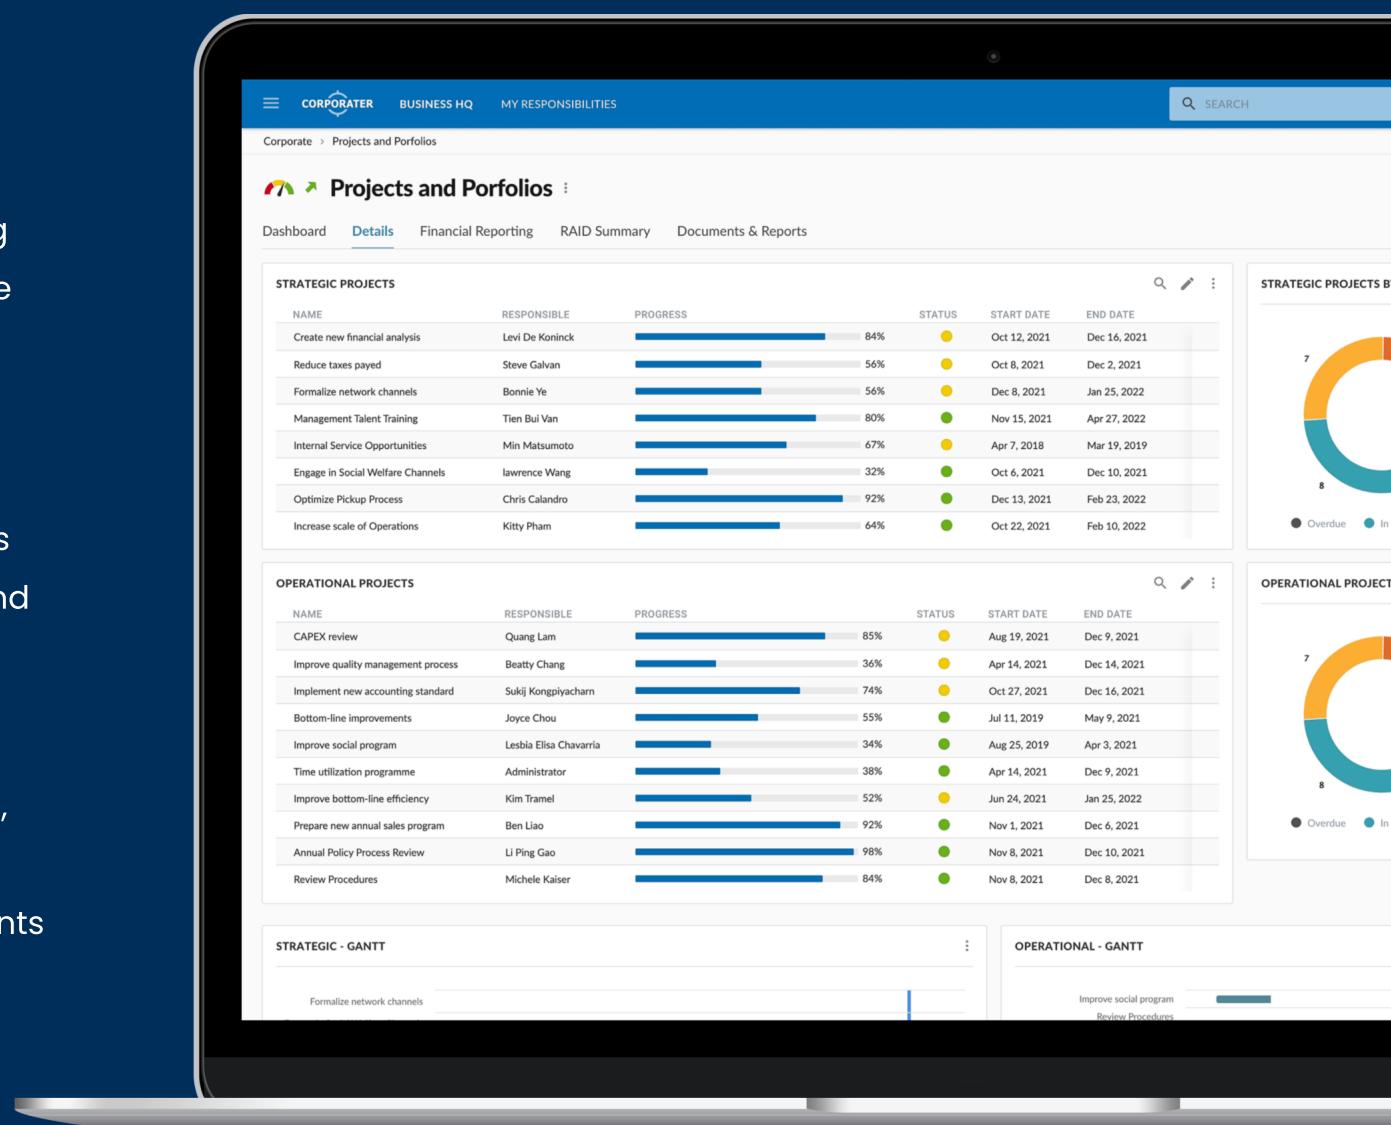 CORPORATER BUSINESS HQ MY RESPONSIBILITIES SEARCH
Corporate > Projects and Porfolios
Projects and Porfolios
Dashboard Details Financial Reporting RAID Summary Documents & Reports
STRATEGIC PROJECTS
NAME RESPONSIBLE PROGRESS STATUS START DATE END DATE
Create new financial analysis Levi De Koninck 84% Oct 12, 2021 Dec 16, 2021
Reduce taxes payed Steve Galvan 56% Oct 8, 2021 Dec 2, 2021
Formalize network channels Bonnie Ye 56% Dec 8, 2021 Jan 25, 2022
Management Talent Training Tien Bui Van 80% Nov 15, 2021 Apr 27, 2022
Internal Service Opportunities Min Matsumoto 67% Apr 7, 2018 Mar 19, 2019
Engage in Social Welfare Channels lawrence Wang 32% Oct 6, 2021 Dec 10, 2021
Optimize Pickup Process Chris Calandro 92% Dec 13, 2021 Feb 23, 2022
Increase scale of Operations Kitty Pham 64% Oct 22, 2021 Feb 10, 2022
STRATEGIC PROJECTS
7
8
Overdue In
OPERATIONAL PROJECTS
NAME RESPONSIBLE PROGRESS STATUS START DATE END DATE
CAPEX review Quang Lam 85% Aug 19, 2021 Dec 9, 2021
Improve quality management process Beatty Chang 36% Apr 14, 2021 Dec 14, 2021
Implement new accounting standard Sukij Kongpiyacharn 74% Oct 27, 2021 Dec 16, 2021
Bottom-line improvements Joyce Chou 55% Jul 11, 2019 May 9, 2021
Improve social program Lesbia Elisa Chavarria 34% Aug 25, 2019 Apr 3, 2021
Time utilization programme Administrator 38% Apr 14, 2021 Dec 9, 2021
Improve bottom-line efficiency Kim Tramel 52% Jun 24, 2021 Jan 25, 2022
Prepare new annual sales program Ben Liao 92% Nov 1, 2021 Dec 6, 2021
Annual Policy Process Review Li Ping Gao 98% Nov 8, 2021 Dec 10, 2021
Review Procedures Michele Kaiser 84% Nov 8, 2021 Dec 8, 2021
OPERATIONAL PROJECT
7
8
Overdue In
STRATEGIC - GANTT
Formalize network channels
OPERATIONAL - GANTT
Improve social program
Review Procedures